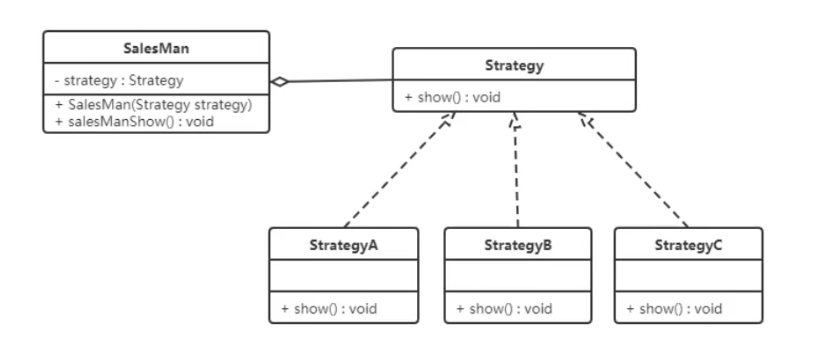 SalesMan
- strategy : Strategy
+ SalesMan(Strategy strategy)
+ salesManShow() : void
Strategy
+ show() : void
StrategyA
+ show() : void
StrategyB
+ show() : void
StrategyC
+ show() : void